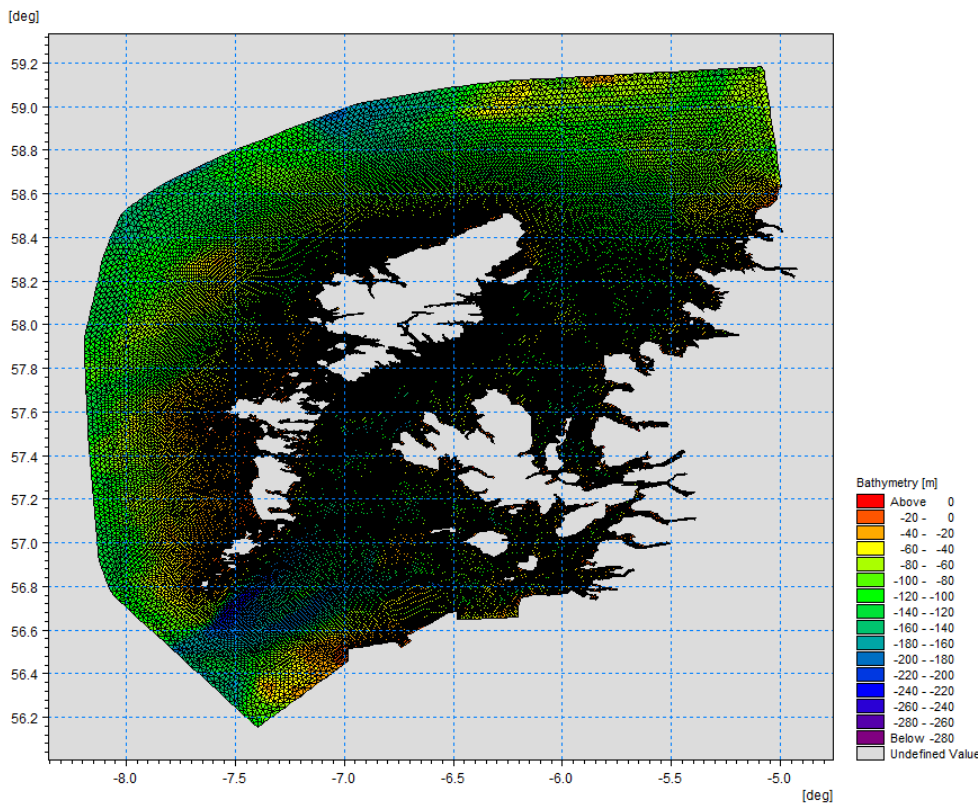 [deg]
59.2
59.0
58.8
58.6
58.4
58.2
58.0
57.8
57.6
57.4
57.2
57.0
56.8
56.6
56.4
56.2
-8.0 -7.5 -7.0 -6.5 -6.0 -5.5 -5.0
[deg]
Bathymetry [m]
Above 0
-20 - 0
-40 - -20
-60 - -40
-80 - -60
-100 - -80
-120 - -100
-140 - -120
-160 - -140
-180 - -160
-200 - -180
-220 - -200
-240 - -220
-260 - -240
-280 - -260
Below -280
Undefined Value